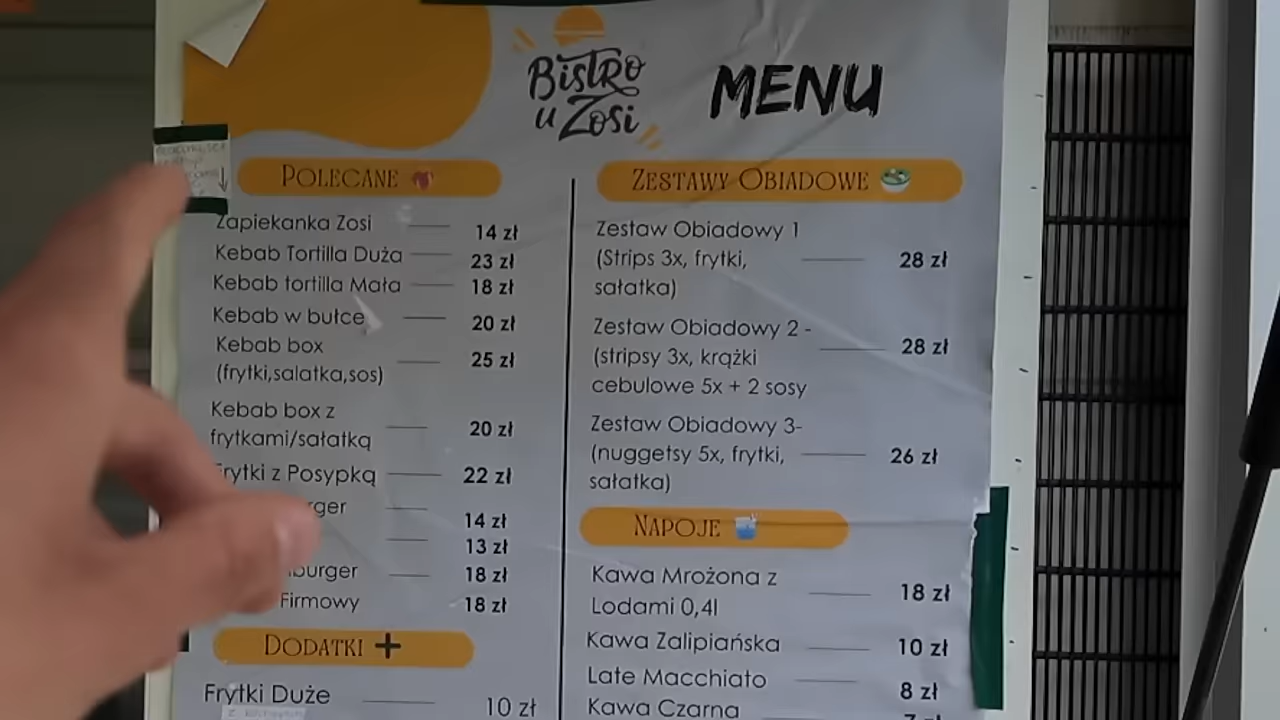 Bistro
u Zosi
MENU
Polecane
Zapiekanka Zosi 14 zł
Kebab Tortilla Duża 23 zł
Kebab tortilla Mała 18 zł
Kebab w bułce 20 zł
Kebab box
(frytki,salatka,sos) 25 zł
Kebab box z
frytkami/sałatką 20 zł
Frytki z Posypką 22 zł
14 zł
13 zł
18 zł
Firmowy 18 zł
Dodatki +
Frytki Duże 10 zł
Zestawy Obiadowe
Zestaw Obiadowy 1
(Strips 3x, frytki, 28 zł
sałatka)
Zestaw Obiadowy 2 -
(stripsy 3x, krążki 28 zł
cebulowe 5x + 2 sosy
Zestaw Obiadowy 3-
(nuggetsy 5x, frytki, 26 zł
sałatka)
Napoje
Kawa Mrożona z
Lodami 0,4l 18 zł
Kawa Zalipiańska 10 zł
Late Macchiato 8 zł
Kawa Czarna